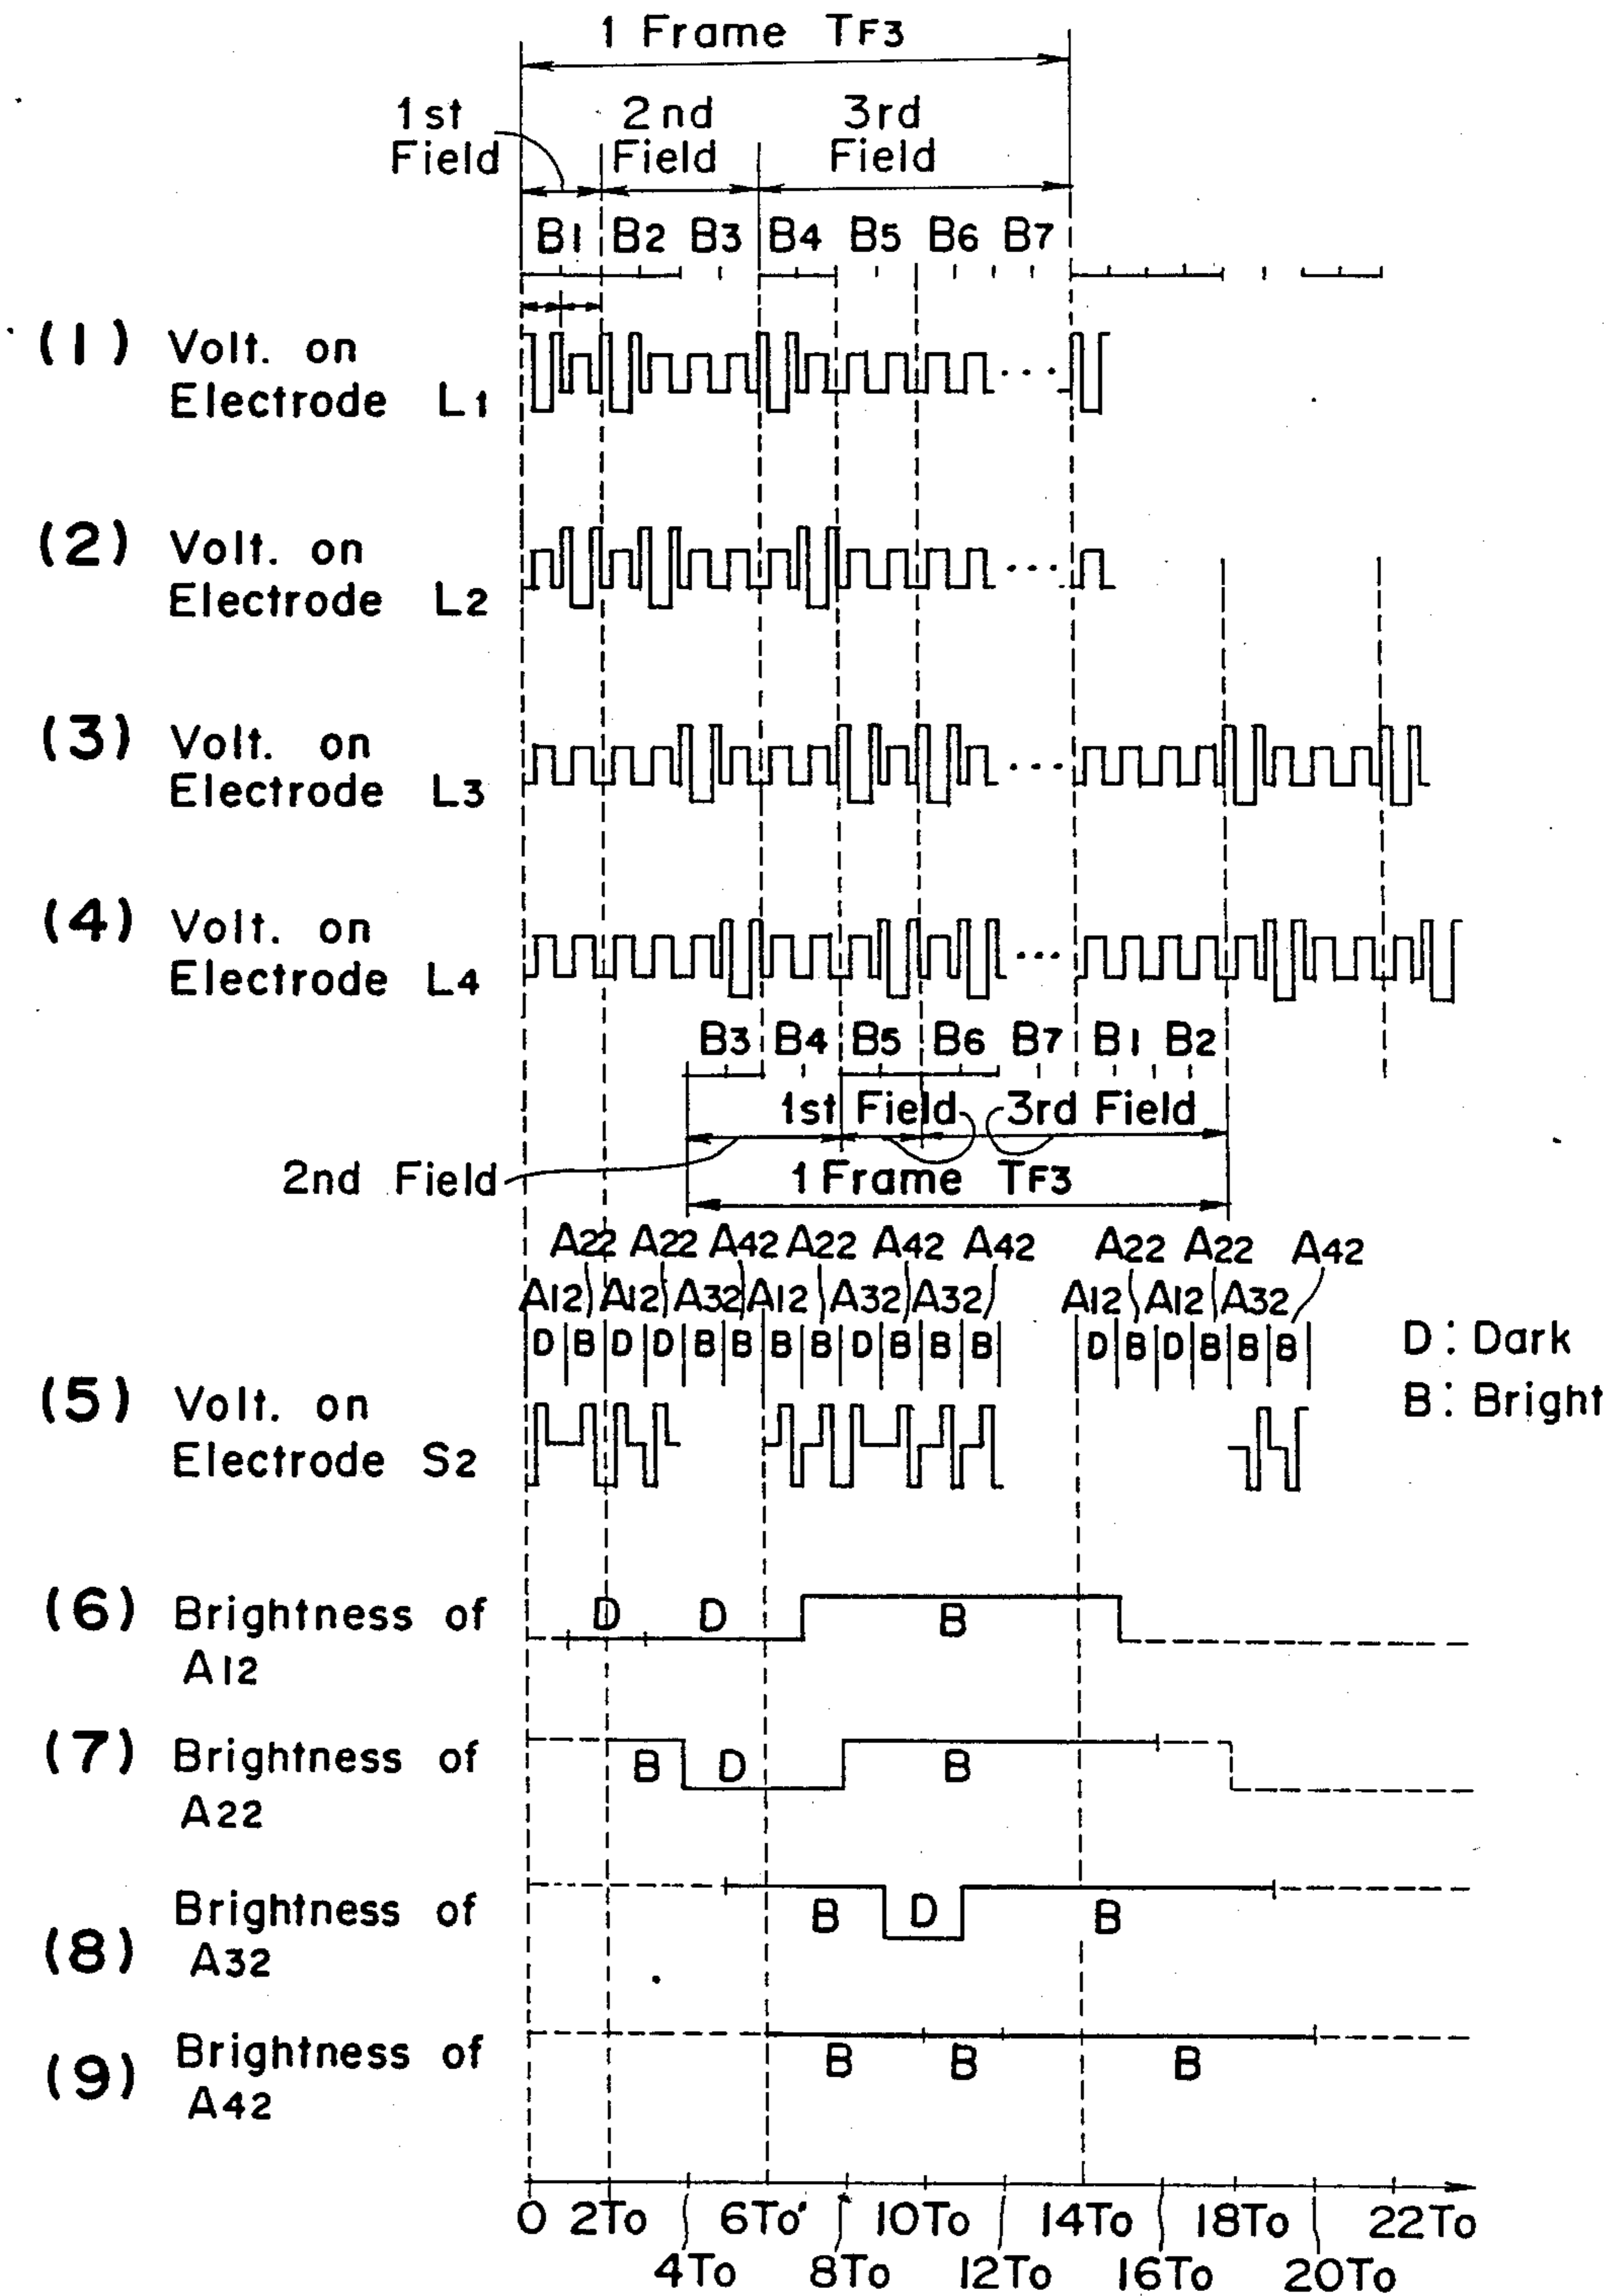 1 Frame TF3
1st Field
2nd Field
3rd Field
B1 B2 B3 B4 B5 B6 B7
(1) Volt. on Electrode L1
(2) Volt. on Electrode L2
(3) Volt. on Electrode L3
(4) Volt. on Electrode L4
B3 B4 B5 B6 B7 B1 B2
1st Field 3rd Field
2nd Field
1 Frame TF3
A22 A22 A42 A22 A42 A42 A22 A22 A42
A12 A12 A32 A12 A32 A32 A12 A12 A32
D B D D B B B B D B B B D B D B B B
D : Dark
B : Bright
(5) Volt. on Electrode S2
(6) Brightness of A12
D D B
(7) Brightness of A22
B D B
(8) Brightness of A32
B D B
(9) Brightness of A42
B B B
0 2To 6To' 10To 14To 18To 22To
4To 8To 12To 16To 20To